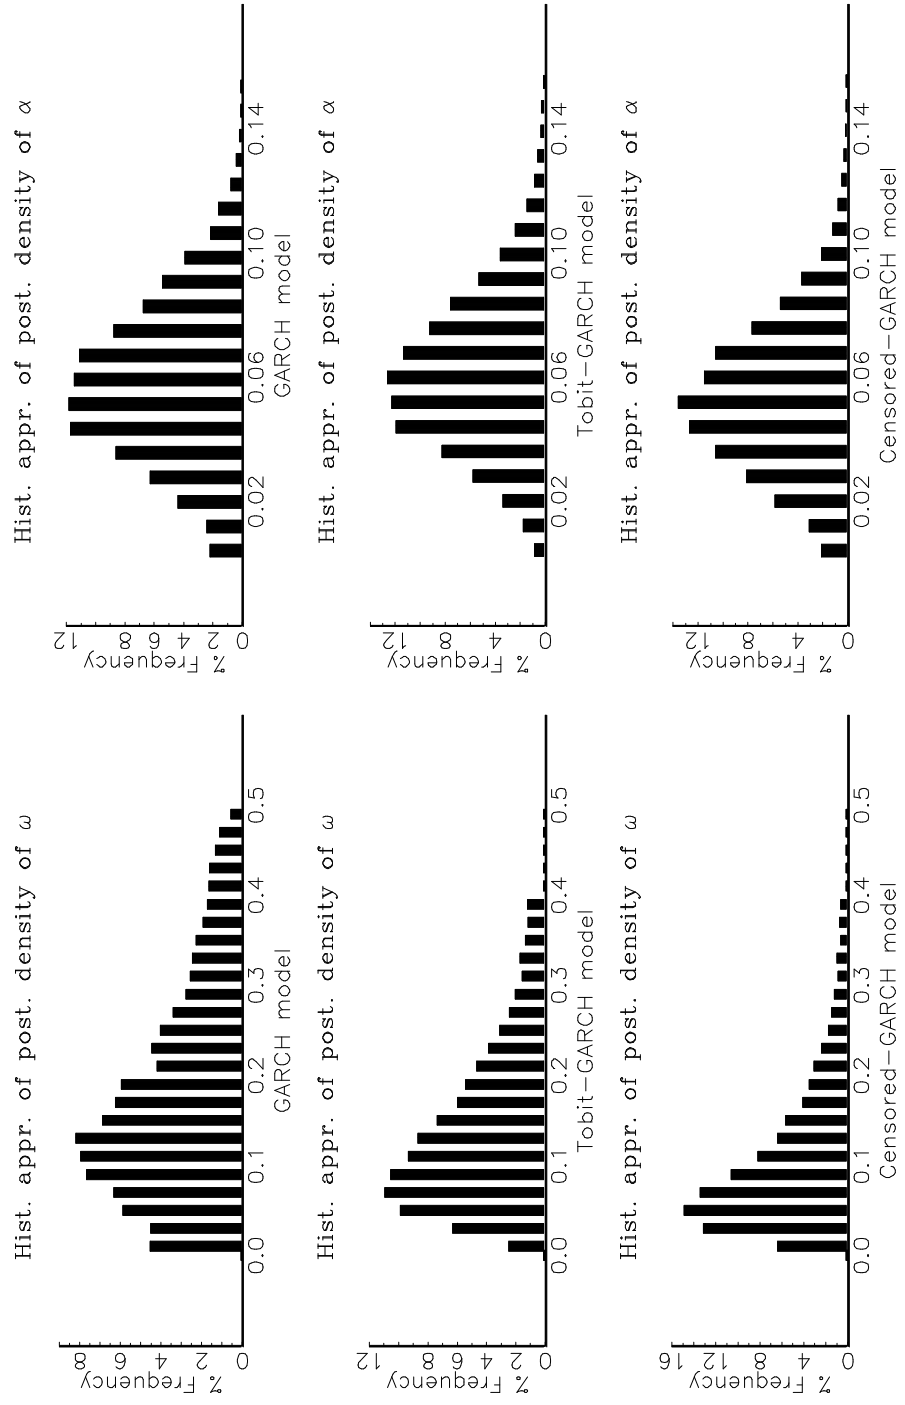 Hist. appr. of post. density of ω
% Frequency
0 2 4 6 8
0.0 0.1 0.2 0.3 0.4 0.5
GARCH model
Hist. appr. of post. density of α
% Frequency
0 2 4 6 8 12
0.02 0.06 0.10 0.14
GARCH model
Hist. appr. of post. density of ω
% Frequency
0 2 4 6 8 12
0.0 0.1 0.2 0.3 0.4 0.5
Tobit-GARCH model
Hist. appr. of post. density of α
% Frequency
0 4 8 12
0.02 0.06 0.10 0.14
Tobit-GARCH model
Hist. appr. of post. density of ω
% Frequency
0 4 8 12 16
0.0 0.1 0.2 0.3 0.4 0.5
Censored-GARCH model
Hist. appr. of post. density of α
% Frequency
0 4 8 12
0.02 0.06 0.10 0.14
Censored-GARCH model